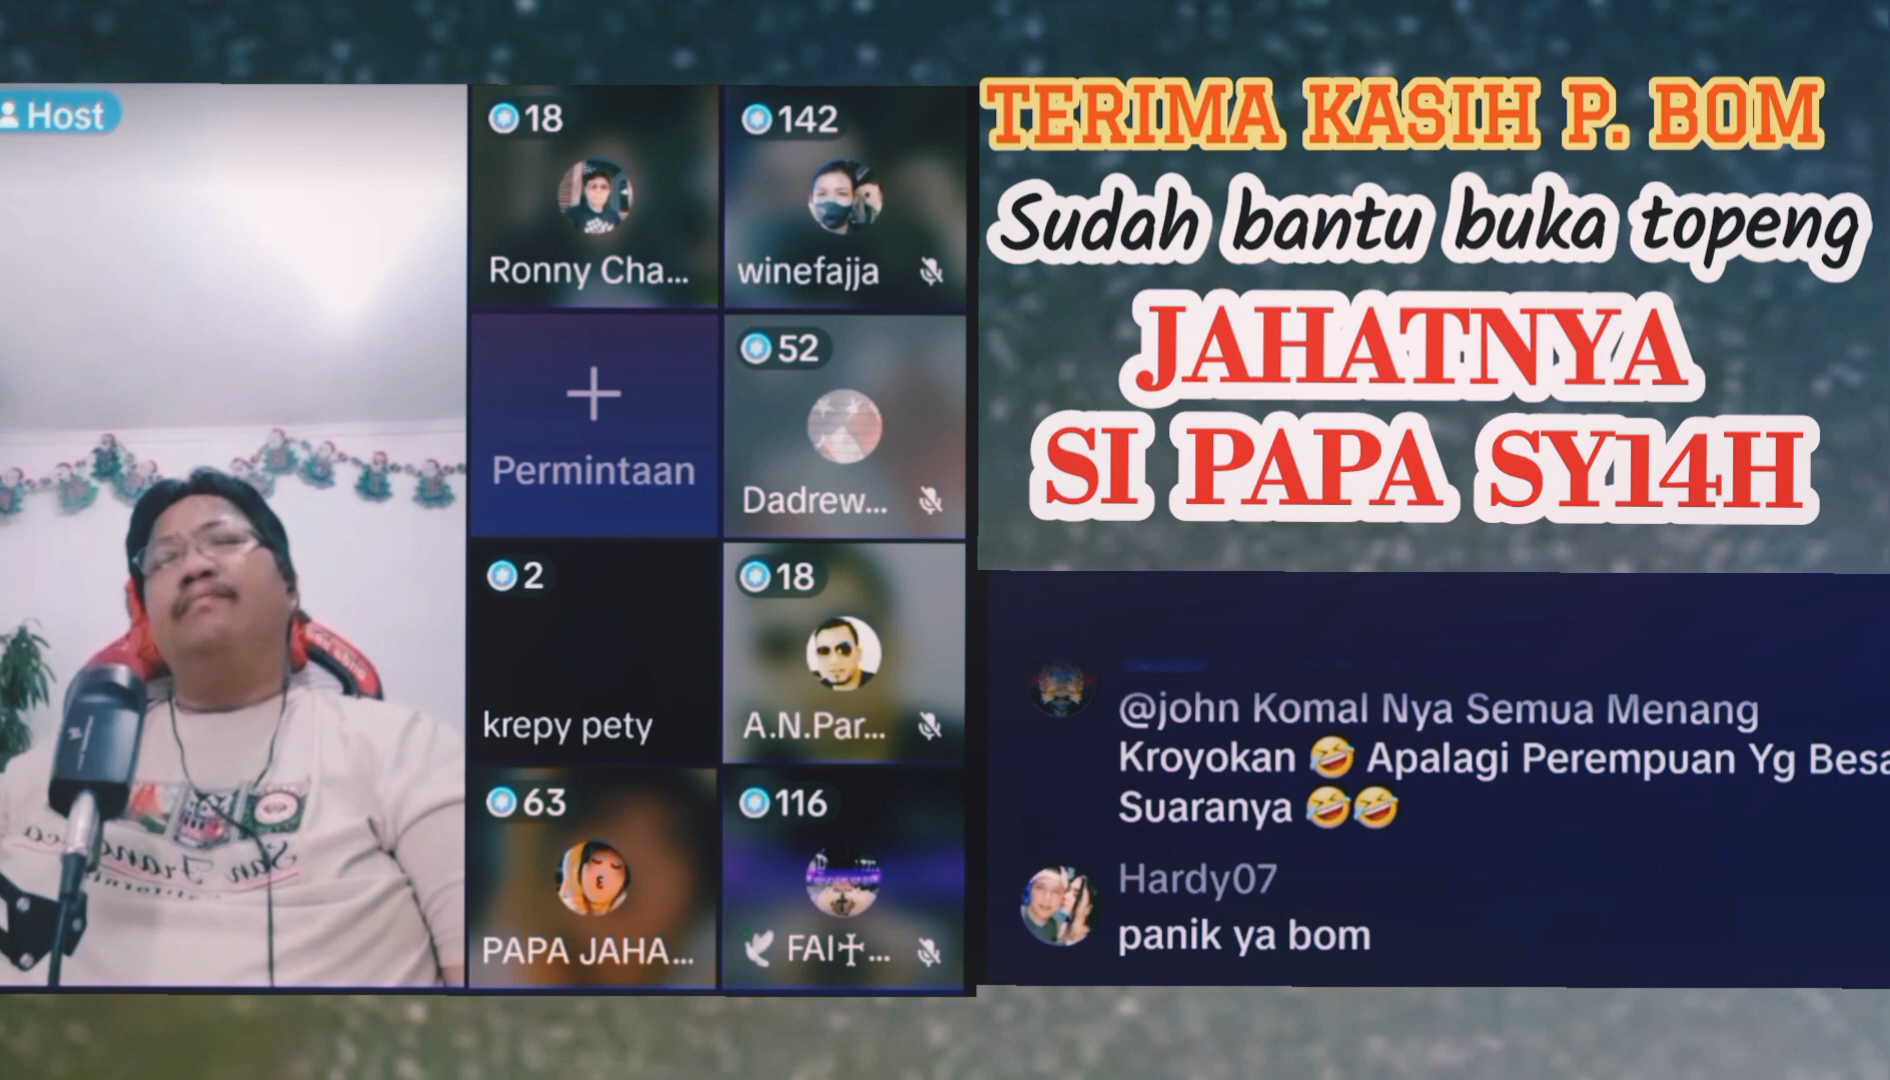 Host
18
Ronny Cha...
142
winefajja
Permintaan
52
Dadrew...
2
krepy pety
18
A.N.Par...
63
PAPA JAHA...
116
🕊 FAI✝...
TERIMA KASIH P. BOM
Sudah bantu buka topeng
JAHATNYA
SI PAPA SY14H
@john Komal Nya Semua Menang
Kroyokan 🤣 Apalagi Perempuan Yg Besa
Suaranya 🤣🤣
Hardy07
panik ya bom
San Franc